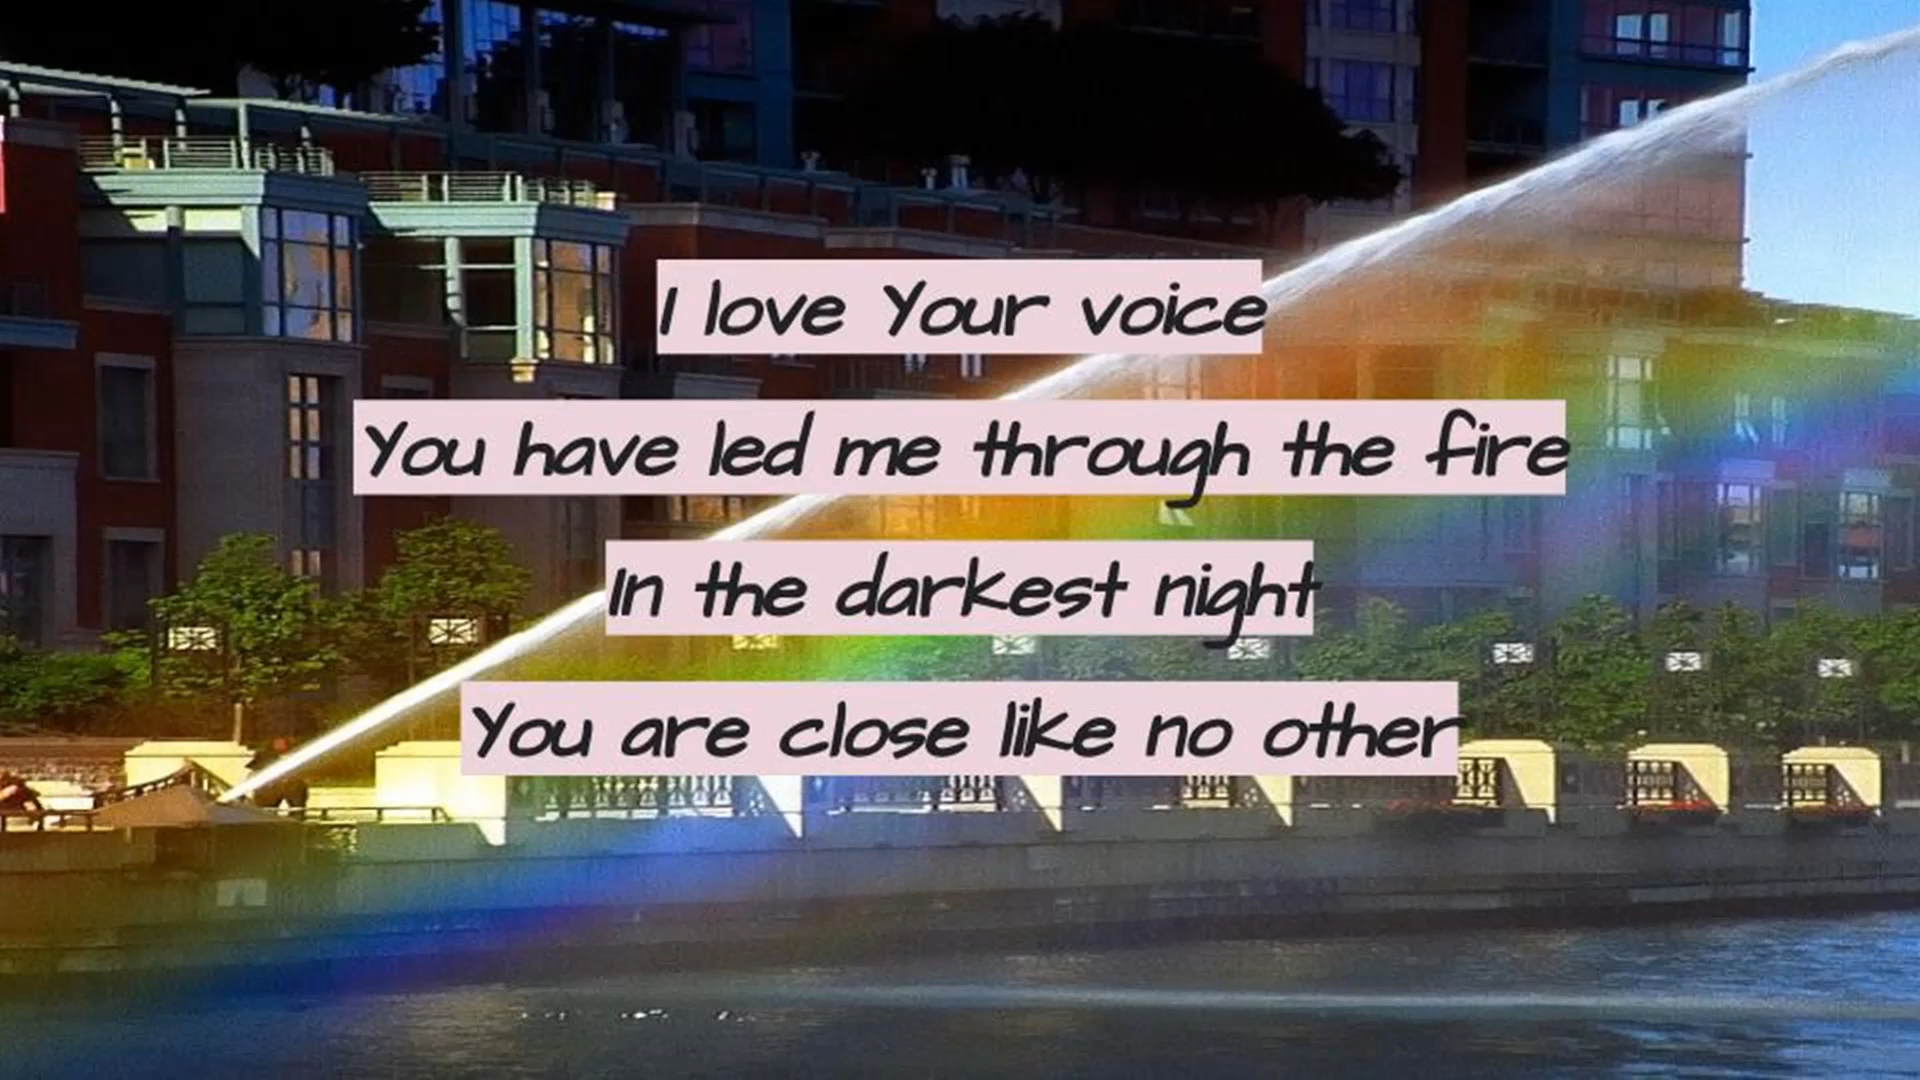 I love Your voice
You have led me through the fire
In the darkest night
You are close like no other